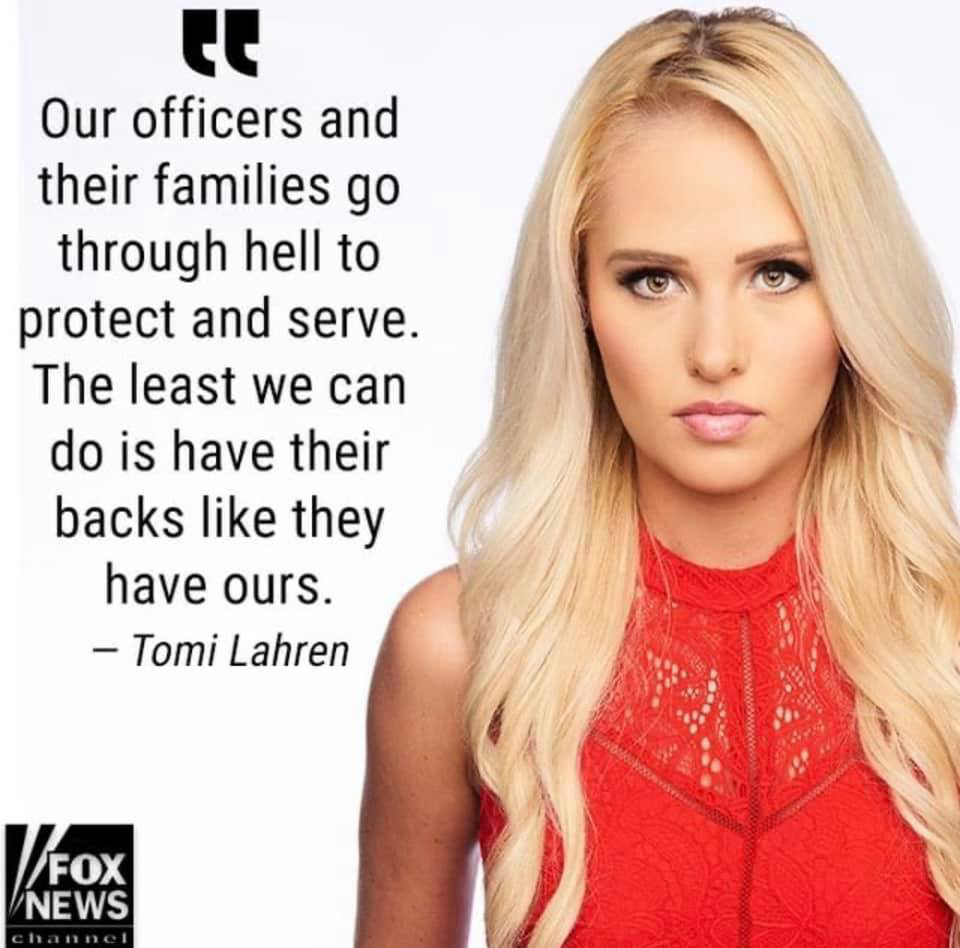 Our officers and
their families go
through hell to
protect and serve.
The least we can
do is have their
backs like they
have ours.
– Tomi Lahren
FOX
NEWS
channel